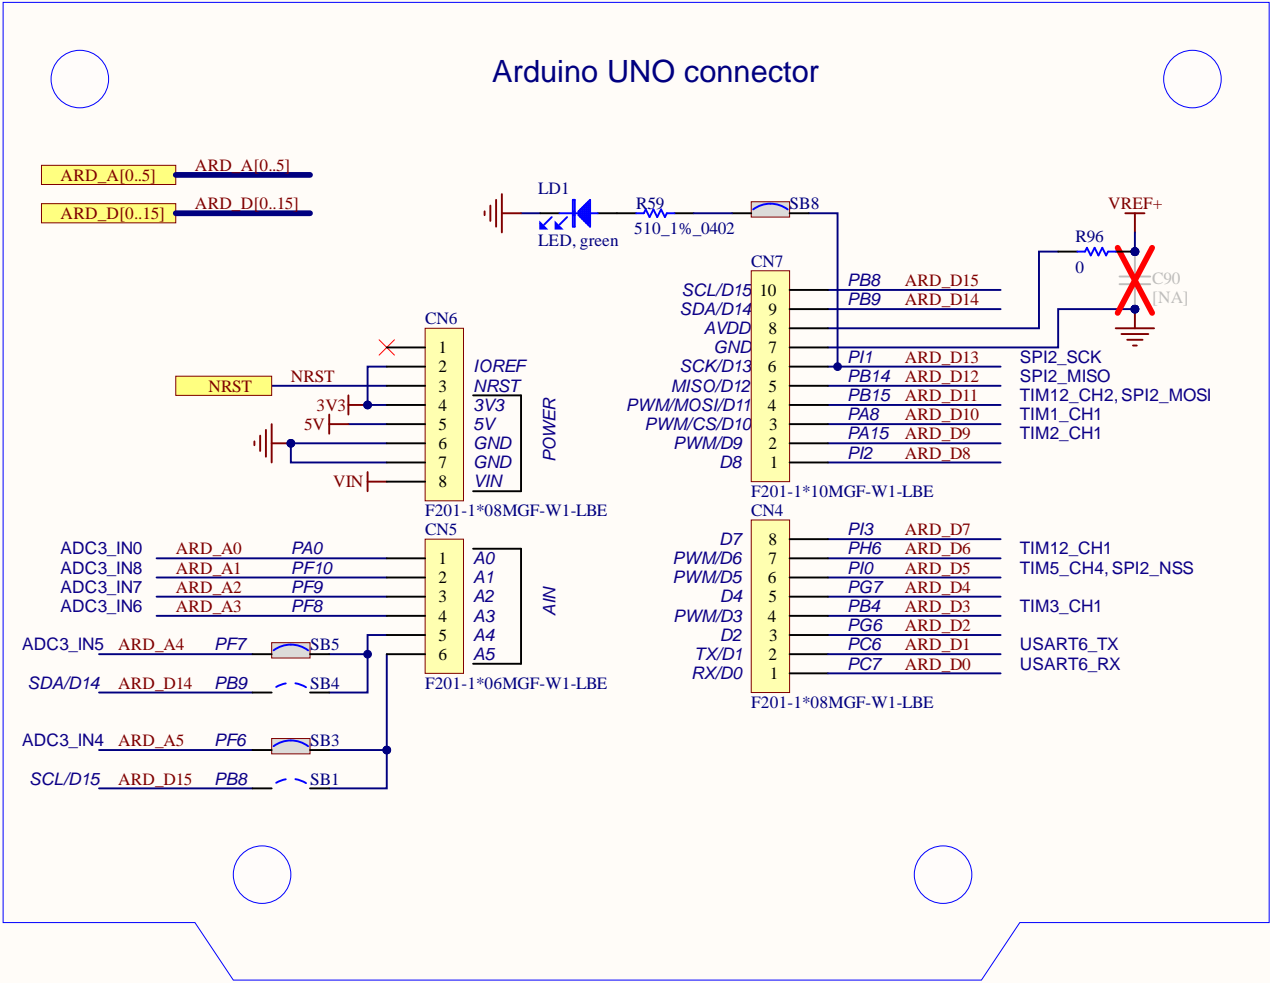 Arduino UNO connector
ARD_A[0..5] ARD_A[0..5]
ARD_D[0..15] ARD_D[0..15]
LD1
LED, green
R59
510_1%_0402
SB8
VREF+
R96
0
C90
[NA]
CN7
SCL/D15 10 PB8 ARD_D15
SDA/D14 9 PB9 ARD_D14
AVDD 8
GND 7
SCK/D13 6 PI1 ARD_D13 SPI2_SCK
MISO/D12 5 PB14 ARD_D12 SPI2_MISO
PWM/MOSI/D11 4 PB15 ARD_D11 TIM12_CH2, SPI2_MOSI
PWM/CS/D10 3 PA8 ARD_D10 TIM1_CH1
PWM/D9 2 PA15 ARD_D9 TIM2_CH1
D8 1 PI2 ARD_D8
F201-1*10MGF-W1-LBE
CN6
1
2 IOREF
NRST NRST 3 NRST
3V3 4 3V3
5V 5 5V
6 GND
7 GND
VIN 8 VIN
POWER
F201-1*08MGF-W1-LBE
CN5
ADC3_IN0 ARD_A0 PA0 1 A0
ADC3_IN8 ARD_A1 PF10 2 A1
ADC3_IN7 ARD_A2 PF9 3 A2
ADC3_IN6 ARD_A3 PF8 4 A3
5 A4
6 A5
AIN
F201-1*06MGF-W1-LBE
ADC3_IN5 ARD_A4 PF7 SB5
SDA/D14 ARD_D14 PB9 SB4
ADC3_IN4 ARD_A5 PF6 SB3
SCL/D15 ARD_D15 PB8 SB1
CN4
D7 8 PI3 ARD_D7
PWM/D6 7 PH6 ARD_D6 TIM12_CH1
PWM/D5 6 PI0 ARD_D5 TIM5_CH4, SPI2_NSS
D4 5 PG7 ARD_D4
PWM/D3 4 PB4 ARD_D3 TIM3_CH1
D2 3 PG6 ARD_D2
TX/D1 2 PC6 ARD_D1 USART6_TX
RX/D0 1 PC7 ARD_D0 USART6_RX
F201-1*08MGF-W1-LBE